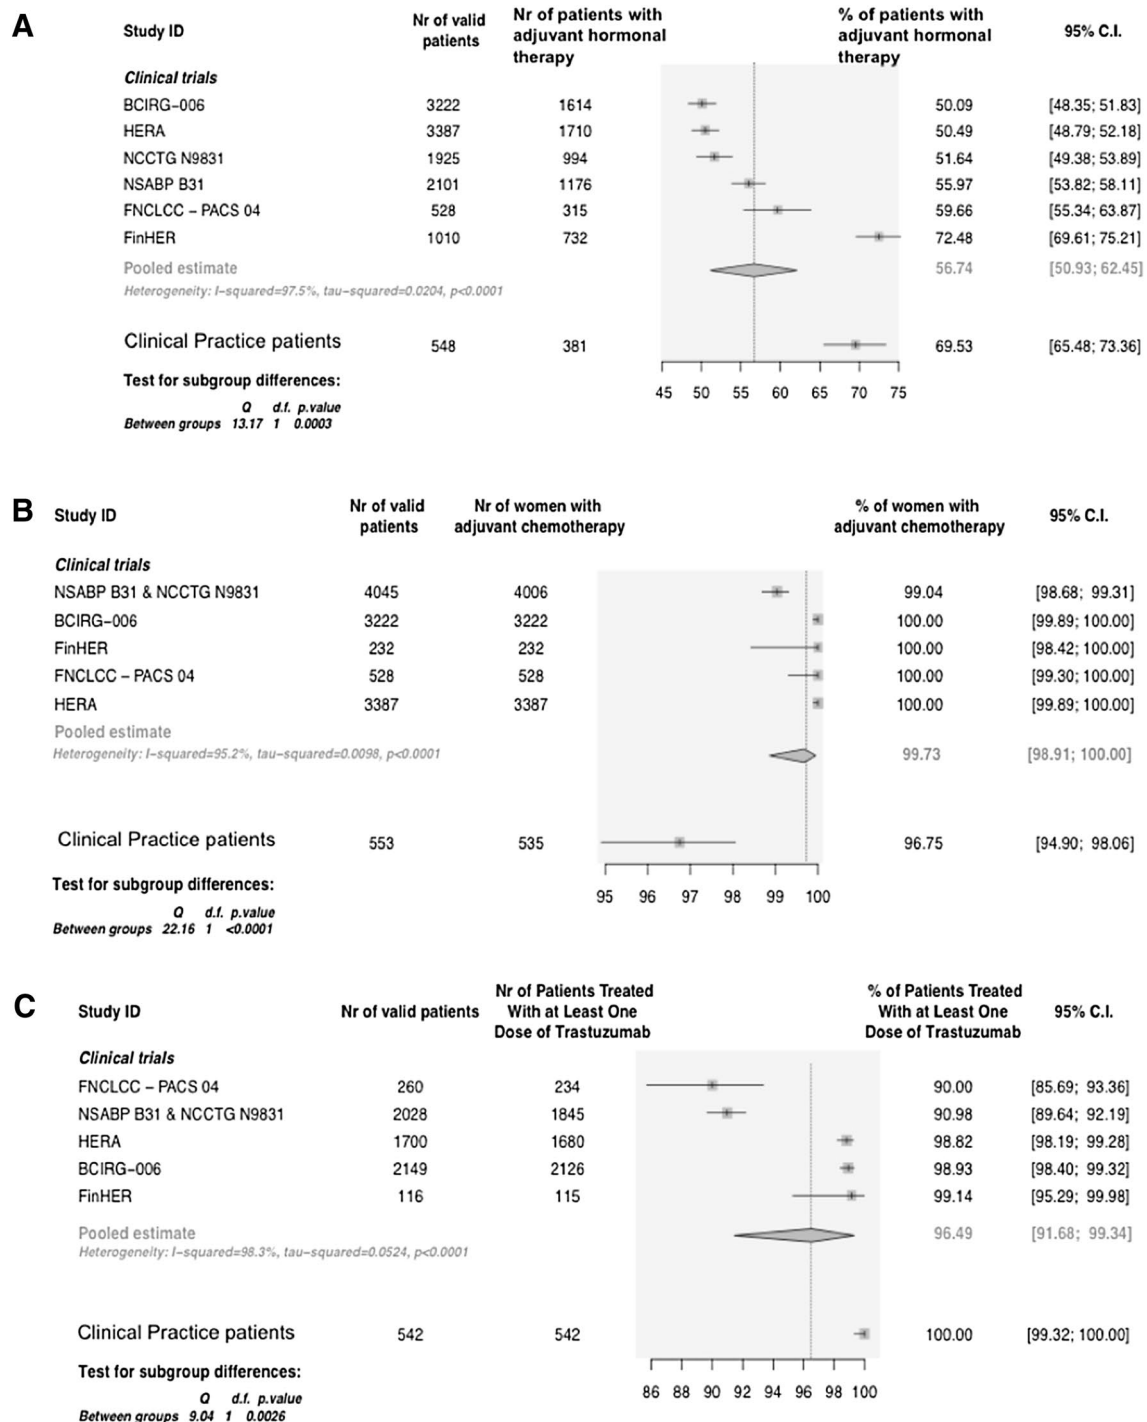 A
Study ID
Nr of valid patients
Nr of patients with adjuvant hormonal therapy
% of patients with adjuvant hormonal therapy
95% C.I.
Clinical trials
BCIRG−006 3222 1614 50.09 [48.35; 51.83]
HERA 3387 1710 50.49 [48.79; 52.18]
NCCTG N9831 1925 994 51.64 [49.38; 53.89]
NSABP B31 2101 1176 55.97 [53.82; 58.11]
FNCLCC − PACS 04 528 315 59.66 [55.34; 63.87]
FinHER 1010 732 72.48 [69.61; 75.21]
Pooled estimate 56.74 [50.93; 62.45]
Heterogeneity: I−squared=97.5%, tau−squared=0.0204, p<0.0001
Clinical Practice patients 548 381 69.53 [65.48; 73.36]
45 50 55 60 65 70 75
Test for subgroup differences:
Q d.f. p.value
Between groups 13.17 1 0.0003
B
Study ID
Nr of valid patients
Nr of women with adjuvant chemotherapy
% of women with adjuvant chemotherapy
95% C.I.
Clinical trials
NSABP B31 & NCCTG N9831 4045 4006 99.04 [98.68; 99.31]
BCIRG−006 3222 3222 100.00 [99.89; 100.00]
FinHER 232 232 100.00 [98.42; 100.00]
FNCLCC − PACS 04 528 528 100.00 [99.30; 100.00]
HERA 3387 3387 100.00 [99.89; 100.00]
Pooled estimate
Heterogeneity: I−squared=95.2%, tau−squared=0.0098, p<0.0001 99.73 [98.91; 100.00]
Clinical Practice patients 553 535 96.75 [94.90; 98.06]
95 96 97 98 99 100
Test for subgroup differences:
Q d.f. p.value
Between groups 22.16 1 <0.0001
C
Study ID
Nr of valid patients
Nr of Patients Treated With at Least One Dose of Trastuzumab
% of Patients Treated With at Least One Dose of Trastuzumab
95% C.I.
Clinical trials
FNCLCC − PACS 04 260 234 90.00 [85.69; 93.36]
NSABP B31 & NCCTG N9831 2028 1845 90.98 [89.64; 92.19]
HERA 1700 1680 98.82 [98.19; 99.28]
BCIRG−006 2149 2126 98.93 [98.40; 99.32]
FinHER 116 115 99.14 [95.29; 99.98]
Pooled estimate 96.49 [91.68; 99.34]
Heterogeneity: I−squared=98.3%, tau−squared=0.0524, p<0.0001
Clinical Practice patients 542 542 100.00 [99.32; 100.00]
86 88 90 92 94 96 98 100
Test for subgroup differences:
Q d.f. p.value
Between groups 9.04 1 0.0026